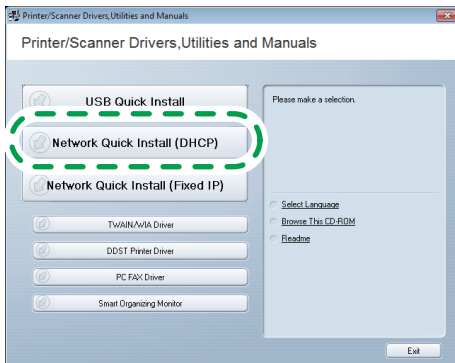 Printer/Scanner Drivers,Utilities and Manuals
Printer/Scanner Drivers,Utilities and Manuals
USB Quick Install
Network Quick Install (DHCP)
Network Quick Install (Fixed IP)
TWAIN/WIA Driver
DDST Printer Driver
PC FAX Driver
Smart Organizing Monitor
Please make a selection.
Select Language
Browse This CD-ROM
Readme
Exit